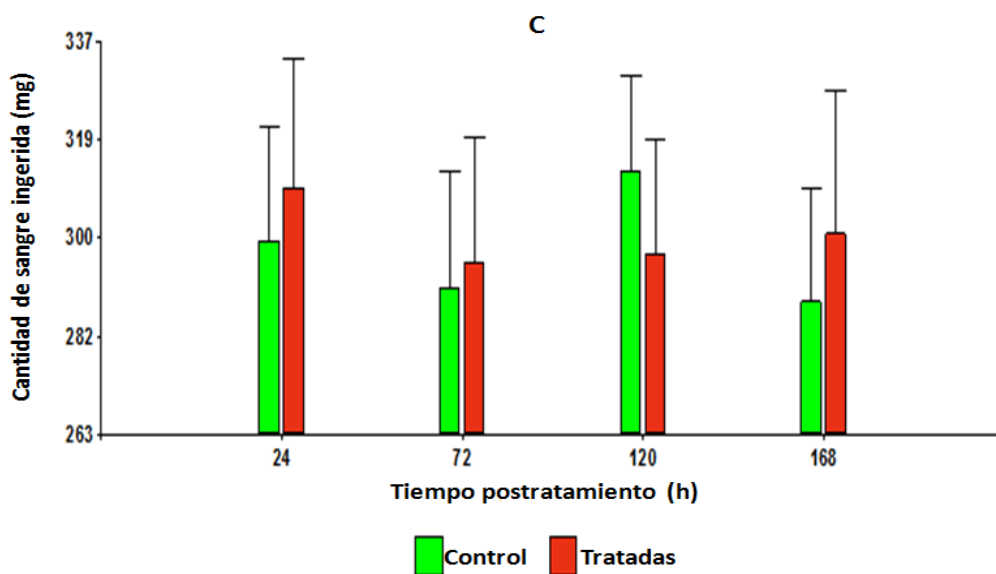 C
Cantidad de sangre ingerida (mg)
337
319
300
282
263
24 72 120 168
Tiempo postratamiento (h)
Control Tratadas